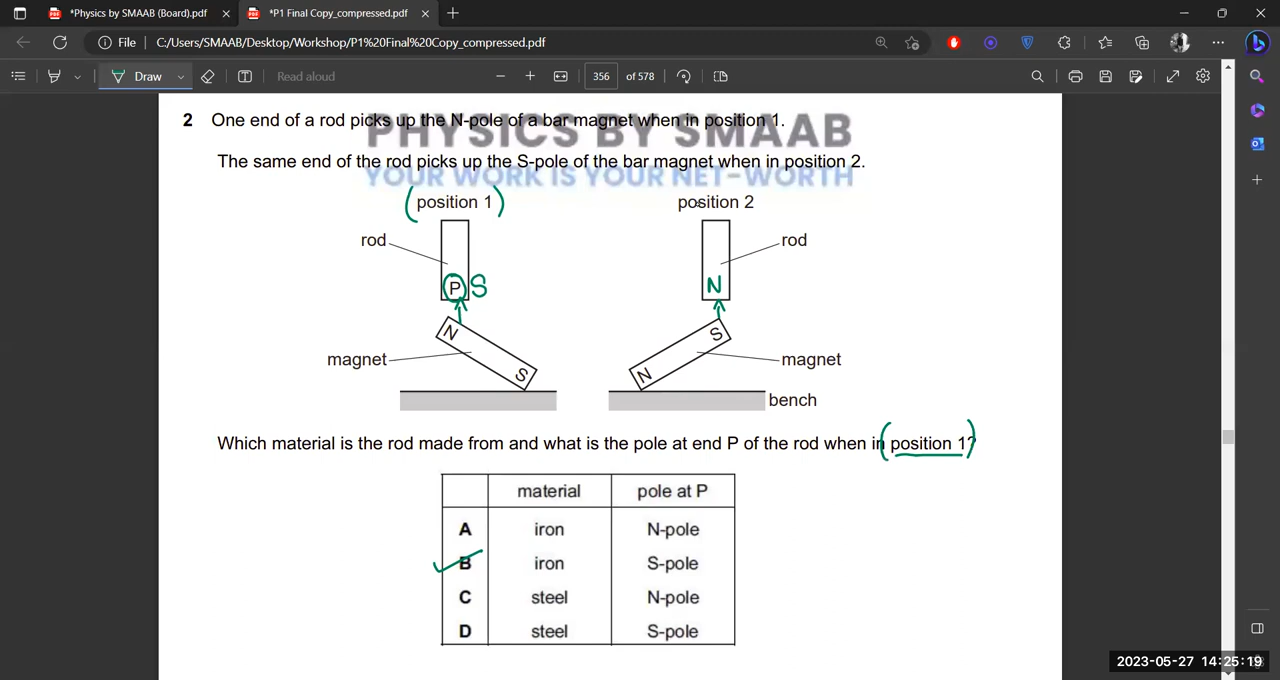 *Physics by SMAAB (Board).pdf
*P1 Final Copy_compressed.pdf
File
C:/Users/SMAAB/Desktop/Workshop/P1%20Final%20Copy_compressed.pdf
Draw
Read aloud
356 of 578
PHYSICS BY SMAAB
YOUR WORK IS YOUR NET-WORTH
2 One end of a rod picks up the N-pole of a bar magnet when in position 1.
The same end of the rod picks up the S-pole of the bar magnet when in position 2.
(position 1)
position 2
rod
rod
P S
N
N
S
magnet
magnet
S
N
bench
Which material is the rod made from and what is the pole at end P of the rod when in (position 1?)
material pole at P
A iron N-pole
B iron S-pole
C steel N-pole
D steel S-pole
2023-05-27 14:25:19